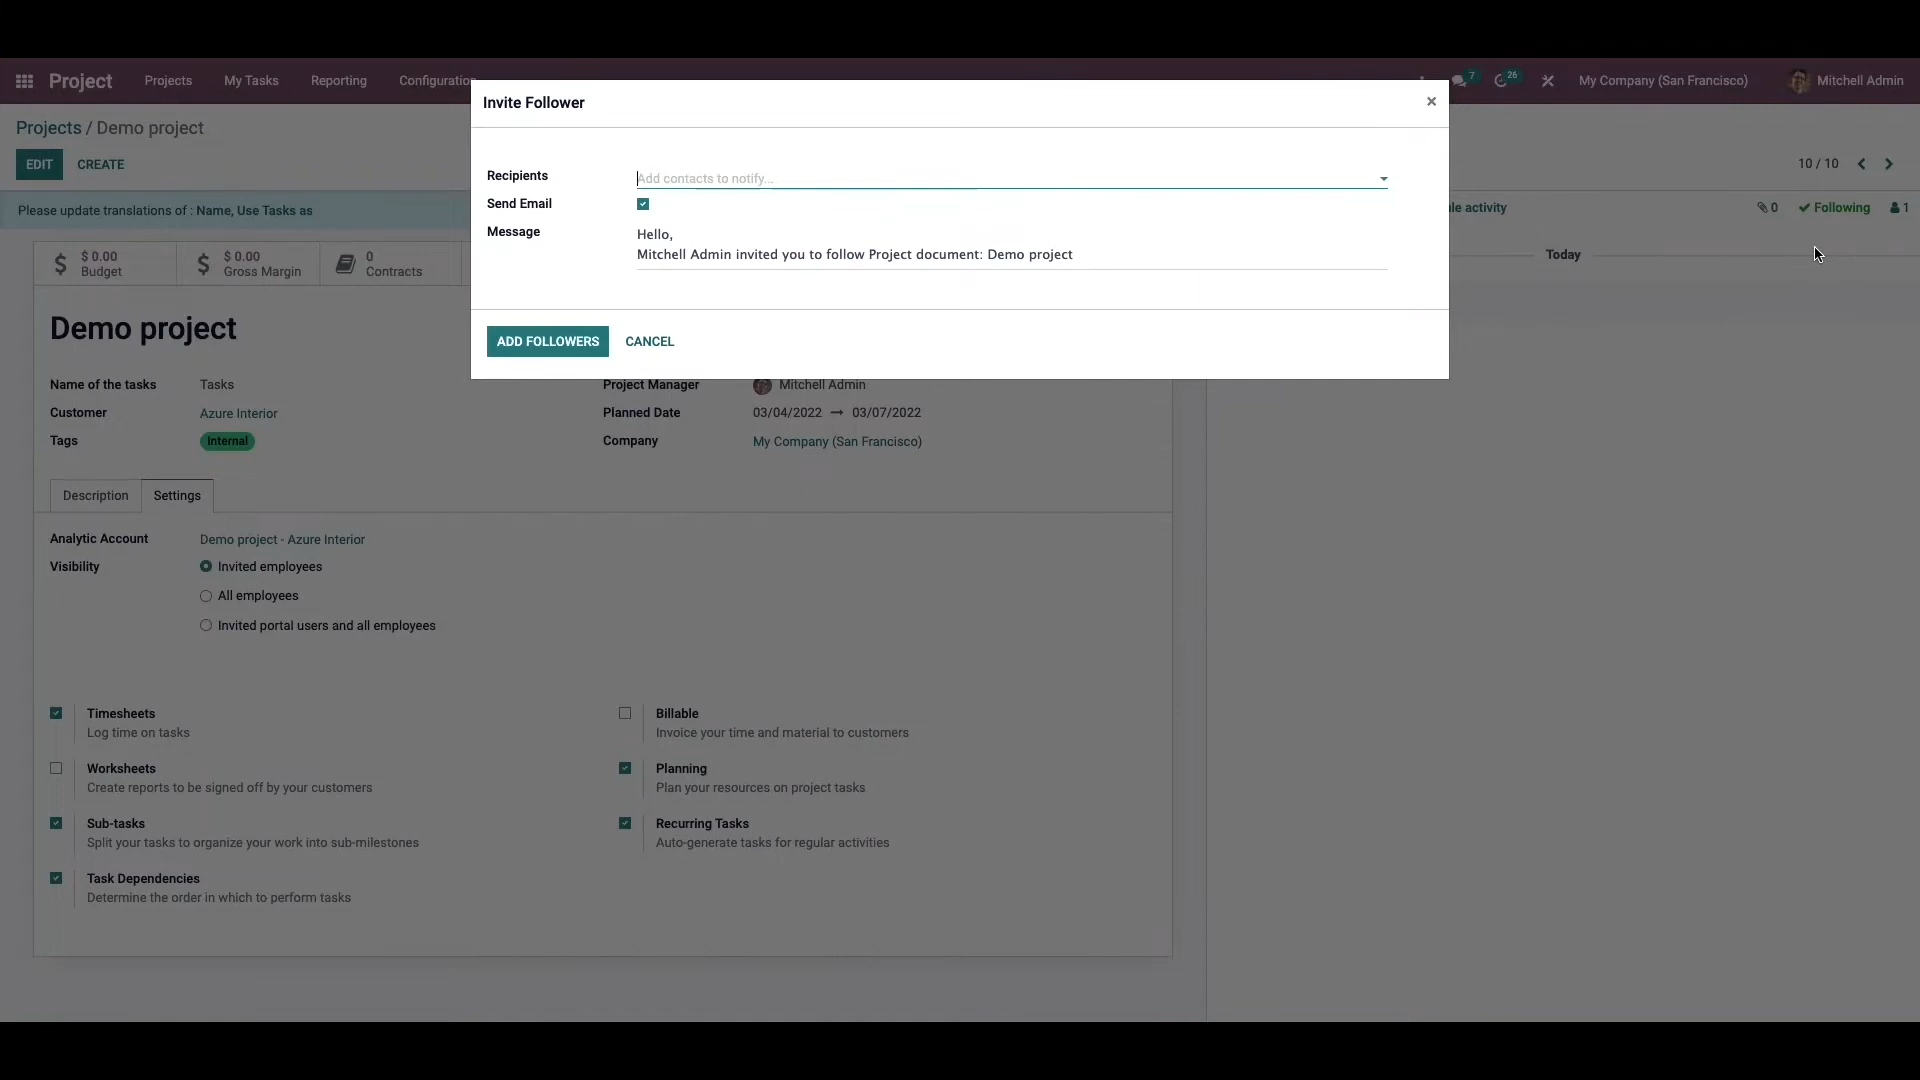 Project Projects My Tasks Reporting Configuration 7 26 My Company (San Francisco) Mitchell Admin
Invite Follower ×
Projects / Demo project
EDIT CREATE 10 / 10
Recipients Add contacts to notify...
Send Email
Message Hello,
Mitchell Admin invited you to follow Project document: Demo project
ADD FOLLOWERS CANCEL
Please update translations of : Name, Use Tasks as
activity 0 Following 1
Today
$ 0.00
Budget
$ 0.00
Gross Margin
0
Contracts
Demo project
Name of the tasks Tasks
Customer Azure Interior
Tags Internal
Project Manager Mitchell Admin
Planned Date 03/04/2022 → 03/07/2022
Company My Company (San Francisco)
Description Settings
Analytic Account Demo project - Azure Interior
Visibility Invited employees
All employees
Invited portal users and all employees
Timesheets
Log time on tasks
Billable
Invoice your time and material to customers
Worksheets
Create reports to be signed off by your customers
Planning
Plan your resources on project tasks
Sub-tasks
Split your tasks to organize your work into sub-milestones
Recurring Tasks
Auto-generate tasks for regular activities
Task Dependencies
Determine the order in which to perform tasks